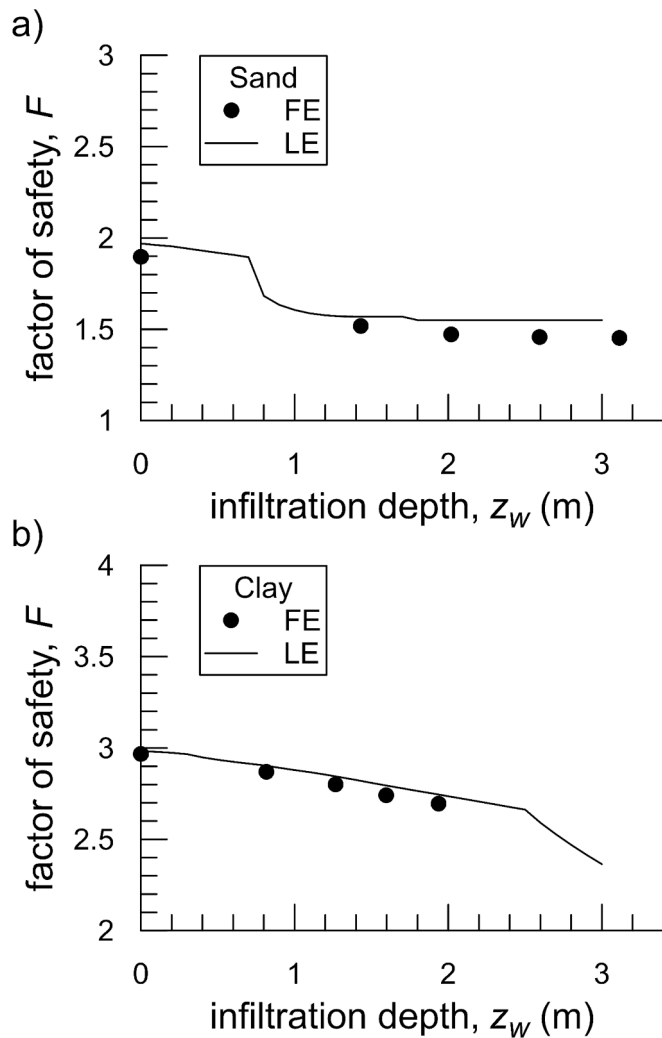 a)
3
2.5
2
1.5
1
factor of safety, F
Sand
FE
LE
0 1 2 3
infiltration depth, z_w (m)
b)
4
3.5
3
2.5
2
factor of safety, F
Clay
FE
LE
0 1 2 3
infiltration depth, z_w (m)